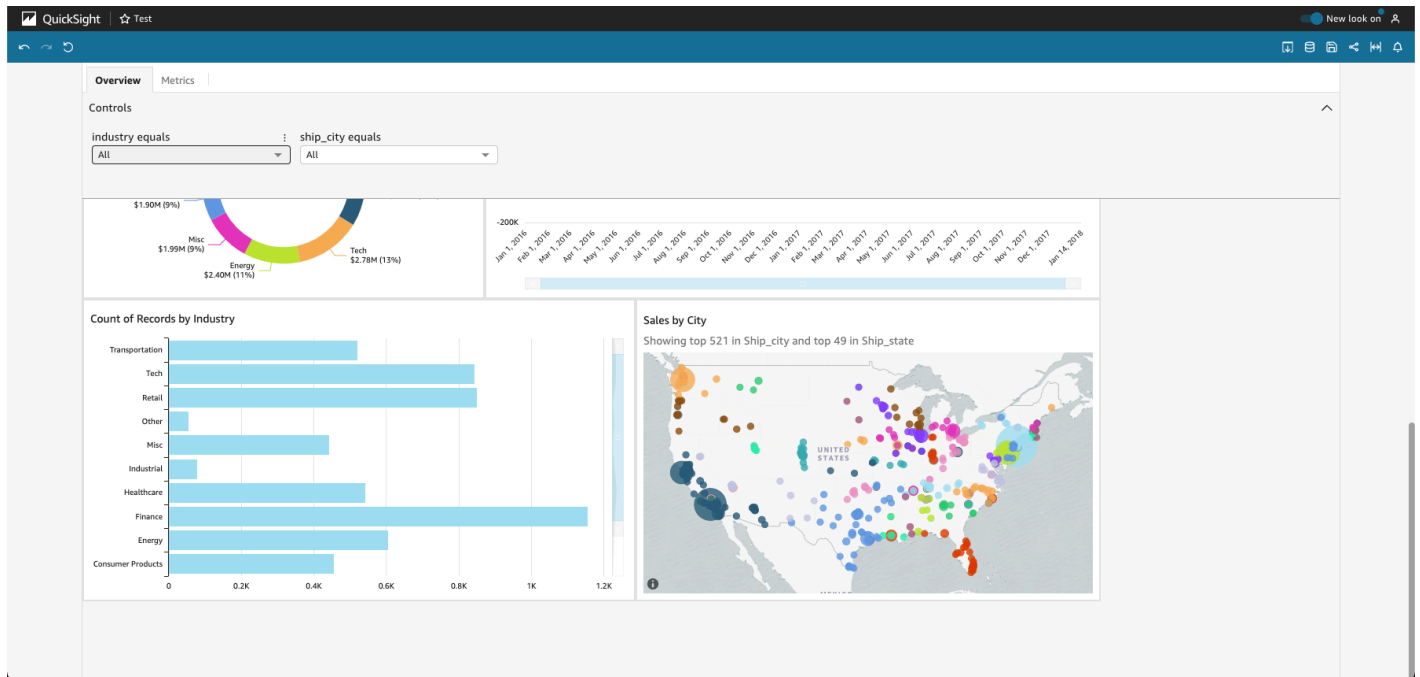 QuickSight
Test
New look on
Overview
Metrics
Controls
industry equals
ship_city equals
All
All
$1.90M (9%)
Misc
$1.99M (9%)
Energy
$2.40M (11%)
Tech
$2.78M (13%)
-200K
Jan 1, 2016
Feb 1, 2016
Mar 1, 2016
Apr 1, 2016
May 1, 2016
Jun 1, 2016
Jul 1, 2016
Aug 1, 2016
Sep 1, 2016
Oct 1, 2016
Nov 1, 2016
Dec 1, 2016
Jan 1, 2017
Feb 1, 2017
Mar 1, 2017
Apr 1, 2017
May 1, 2017
Jun 1, 2017
Jul 1, 2017
Aug 1, 2017
Sep 1, 2017
Oct 1, 2017
Nov 1, 2017
Dec 1, 2017
Jan 14, 2018
Count of Records by Industry
Transportation
Tech
Retail
Other
Misc
Industrial
Healthcare
Finance
Energy
Consumer Products
0
0.2K
0.4K
0.6K
0.8K
1K
1.2K
Sales by City
Showing top 521 in Ship_city and top 49 in Ship_state
UNITED
STATES